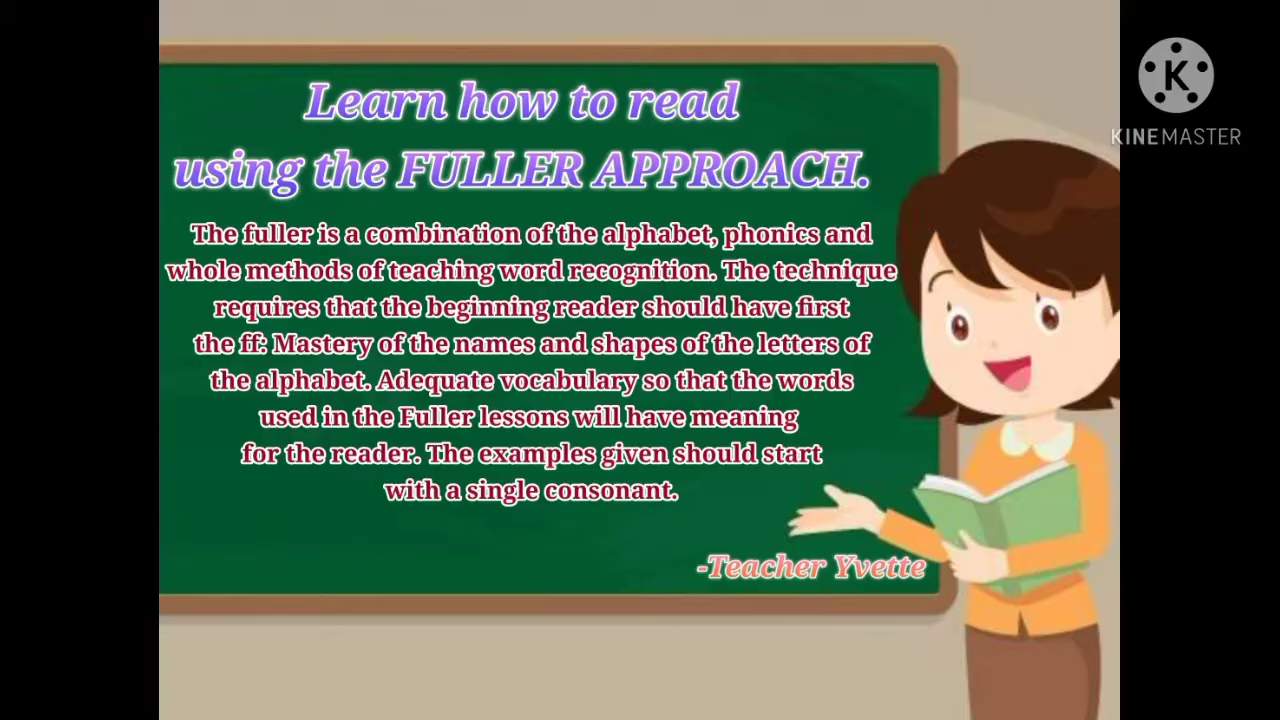 Learn how to read
using the FULLER APPROACH.
The fuller is a combination of the alphabet, phonics and
whole methods of teaching word recognition. The technique
requires that the beginning reader should have first
the ff: Mastery of the names and shapes of the letters of
the alphabet. Adequate vocabulary so that the words
used in the Fuller lessons will have meaning
for the reader. The examples given should start
with a single consonant.
-Teacher Yvette
K
KINEMASTER